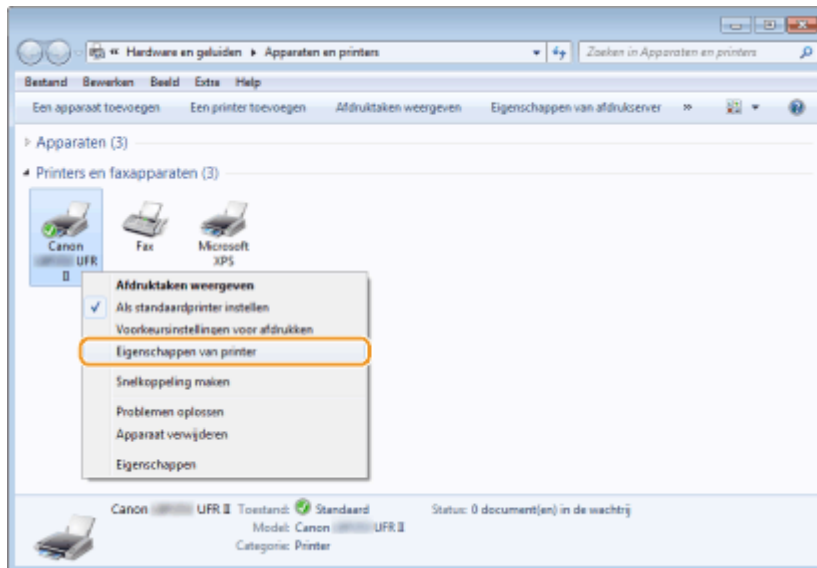 « Hardware en geluiden ▸ Apparaten en printers
Zoeken in Apparaten en printers
Bestand Bewerken Beeld Extra Help
Een apparaat toevoegen Een printer toevoegen Afdruktaken weergeven Eigenschappen van afdrukserver »
Apparaten (3)
Printers en faxapparaten (3)
Canon
UFR
II
Fax
Microsoft
XPS
Afdruktaken weergeven
Als standaardprinter instellen
Voorkeursinstellingen voor afdrukken
Eigenschappen van printer
Snelkoppeling maken
Problemen oplossen
Apparaat verwijderen
Eigenschappen
Canon UFR II Toestand: Standaard Status: 0 document(en) in de wachtrij
Model: Canon UFR II
Categorie: Printer